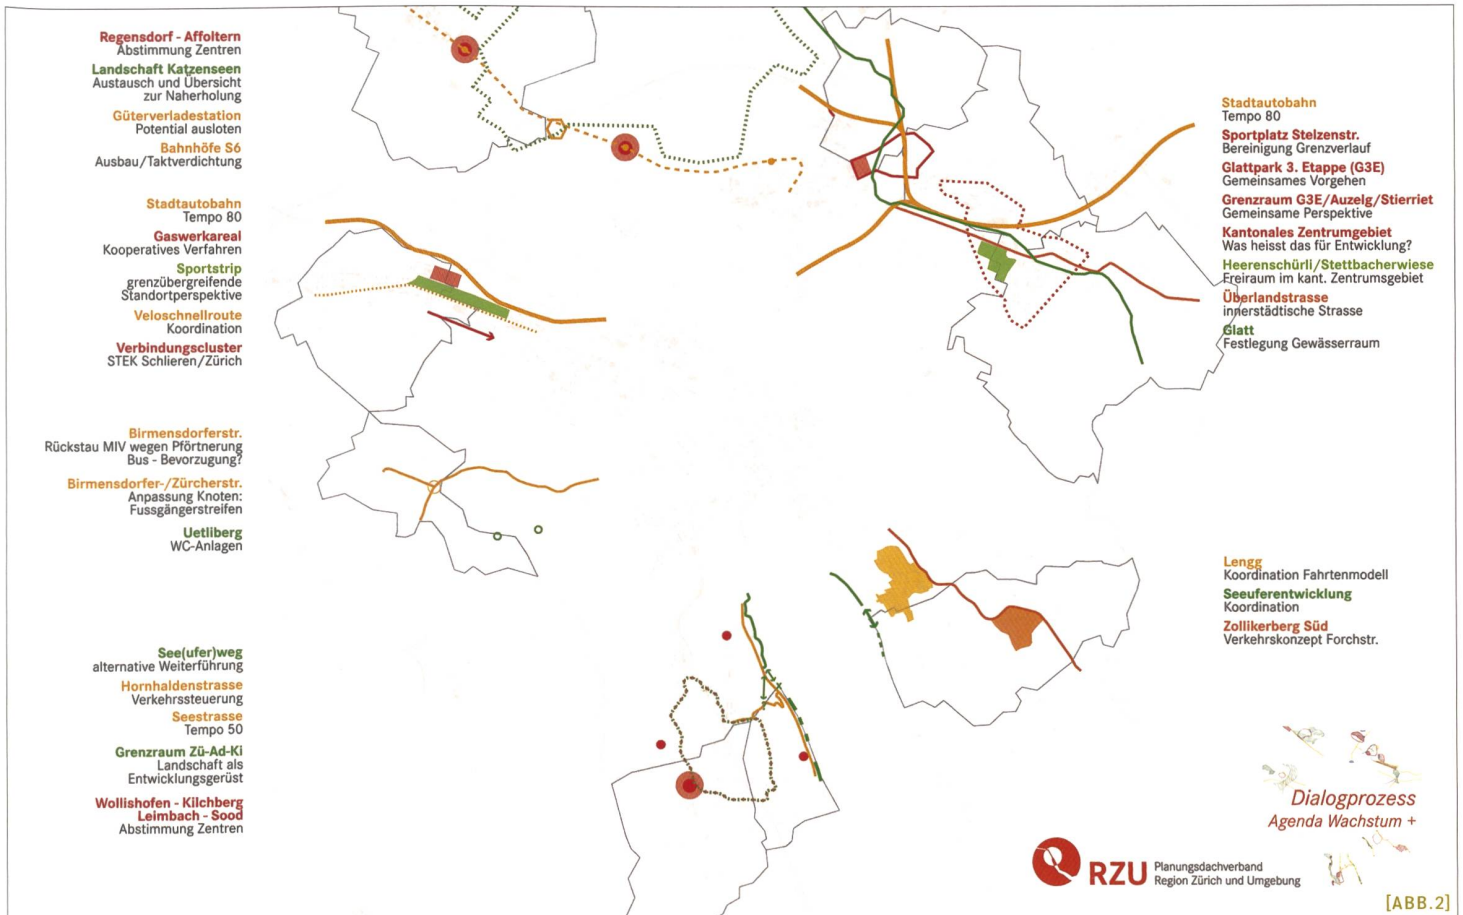 Regensdorf - Affoltern
Abstimmung Zentren
Landschaft Katzenseen
Austausch und Übersicht
zur Naherholung
Güterverladestation
Potential ausloten
Bahnhöfe S6
Ausbau/Taktverdichtung
Stadtautobahn
Tempo 80
Gaswerkareal
Kooperatives Verfahren
Sportstrip
grenzübergreifende
Standortperspektive
Veloschnellroute
Koordination
Verbindungscluster
STEK Schlieren/Zürich
Birmensdorferstr.
Rückstau MIV wegen Pförtnerung
Bus - Bevorzugung?
Birmensdorfer-/Zürcherstr.
Anpassung Knoten:
Fussgängerstreifen
Uetliberg
WC-Anlagen
See(ufer)weg
alternative Weiterführung
Hornhaldenstrasse
Verkehrssteuerung
Seestrasse
Tempo 50
Grenzraum Zü-Ad-Ki
Landschaft als
Entwicklungsgerüst
Wollishofen - Kilchberg
Leimbach - Sood
Abstimmung Zentren
Stadtautobahn
Tempo 80
Sportplatz Stelzenstr.
Bereinigung Grenzverlauf
Glattpark 3. Etappe (G3E)
Gemeinsames Vorgehen
Grenzraum G3E/Auzelg/Stierriet
Gemeinsame Perspektive
Kantonales Zentrumgebiet
Was heisst das für Entwicklung?
Heerenschürli/Stettbacherwiese
Freiraum im kant. Zentrumsgebiet
Überlandstrasse
innerstädtische Strasse
Glatt
Festlegung Gewässerraum
Lengg
Koordination Fahrtenmodell
Seeuferentwicklung
Koordination
Zollikerberg Süd
Verkehrskonzept Forchstr.
Dialogprozess
Agenda Wachstum +
RZU
Planungsdachverband
Region Zürich und Umgebung
[ABB.2]